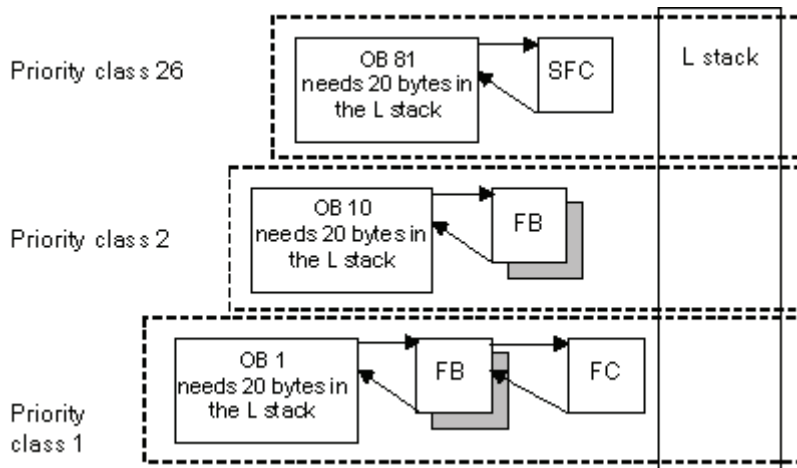 Priority class 26
OB 81
needs 20 bytes in
the L stack
SFC
L stack
Priority class 2
OB 10
needs 20 bytes in
the L stack
FB
Priority
class 1
OB 1
needs 20 bytes in
the L stack
FB
FC